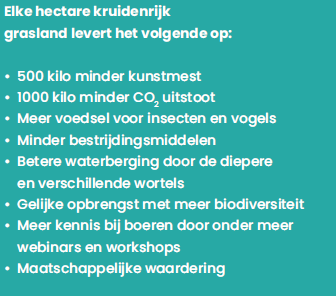 Elke hectare kruidenrijk
grasland levert het volgende op:
• 500 kilo minder kunstmest
• 1000 kilo minder CO₂ uitstoot
• Meer voedsel voor insecten en vogels
• Minder bestrijdingsmiddelen
• Betere waterberging door de diepere
en verschillende wortels
• Gelijke opbrengst met meer biodiversiteit
• Meer kennis bij boeren door onder meer
webinars en workshops
• Maatschappelijke waardering